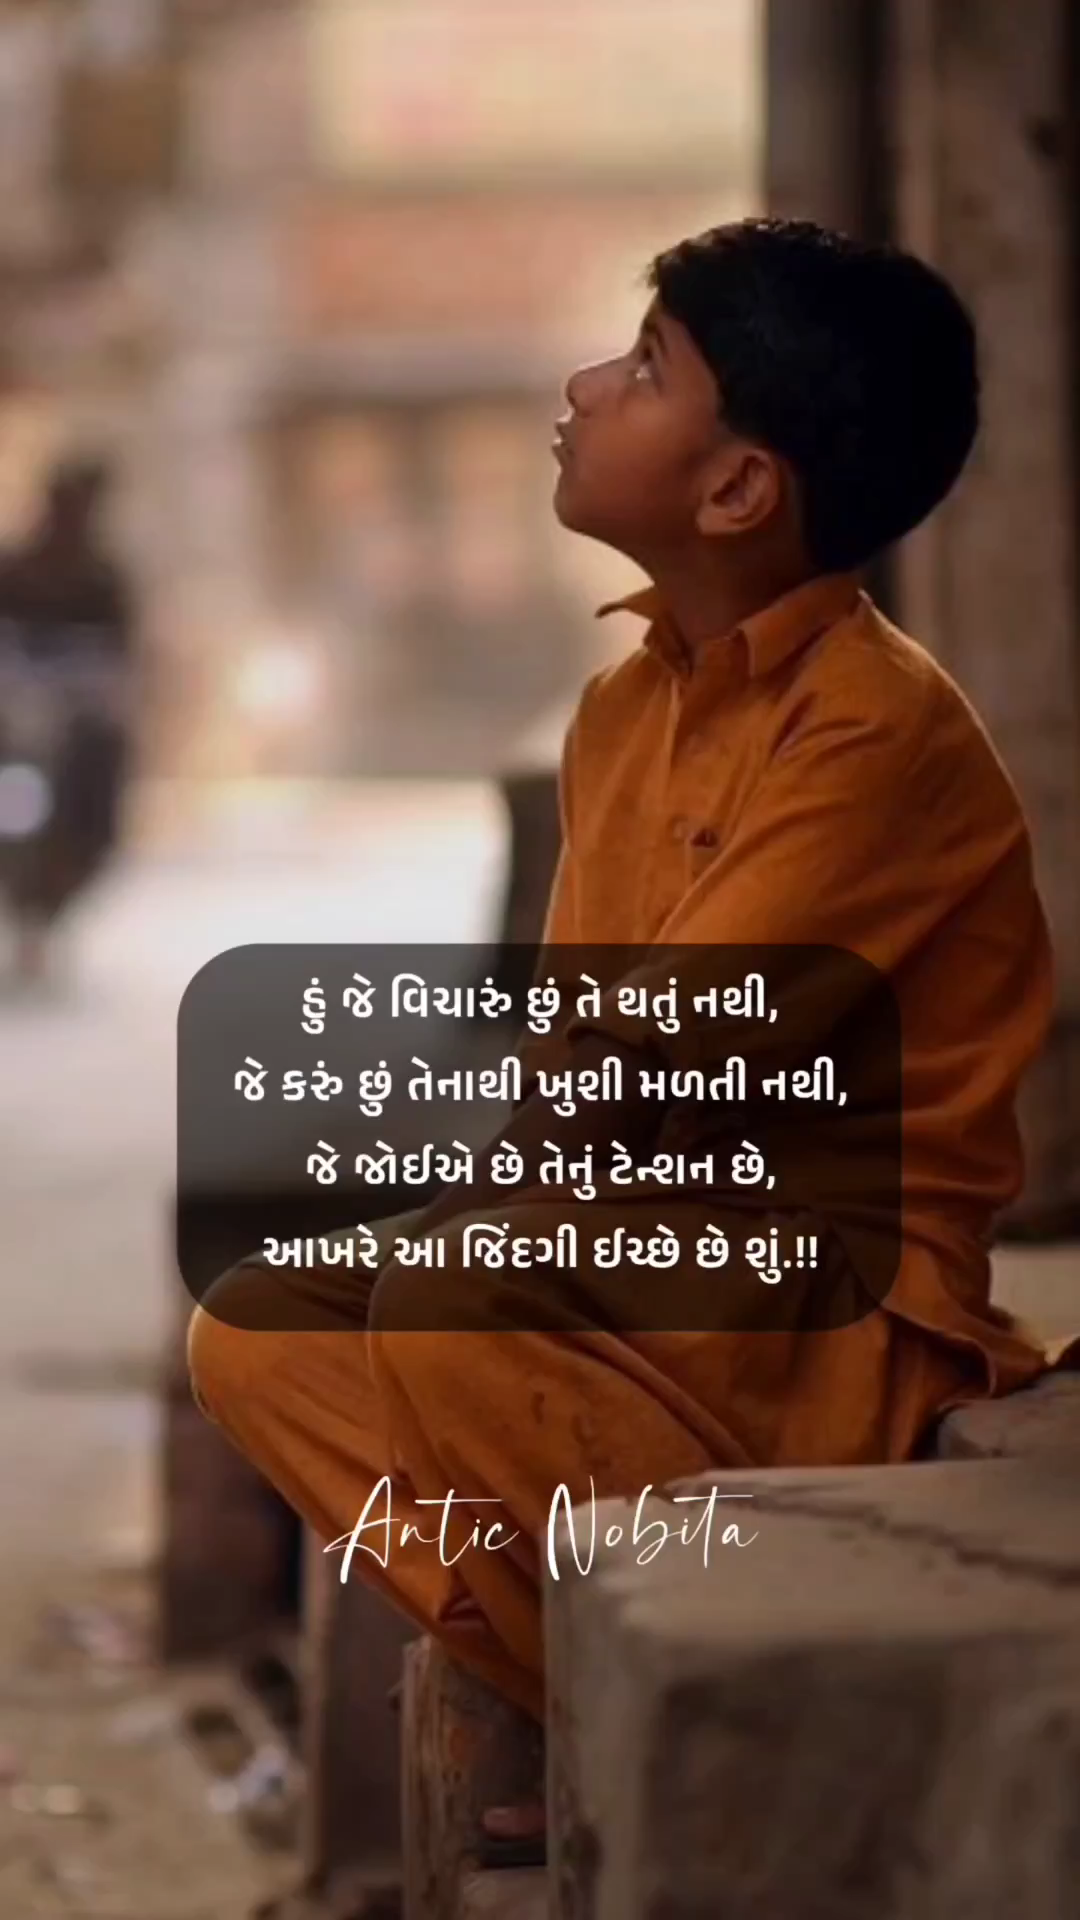 હું જે વિચારું છું તે થતું નથી,
જે કરું છું તેનાથી ખુશી મળતી નથી,
જે જોઈએ છે તેનું ટેન્શન છે,
આખરે આ જિંદગી ઈચ્છે છે શું.!!
Antic Nobita